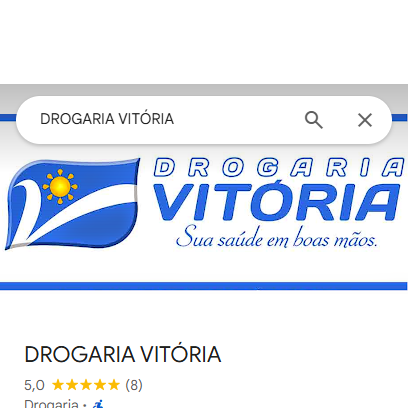 DROGARIA VITÓRIA
DROGARIA
VITÓRIA
Sua saúde em boas mãos.
DROGARIA VITÓRIA
5,0 (8)
Drogaria ·